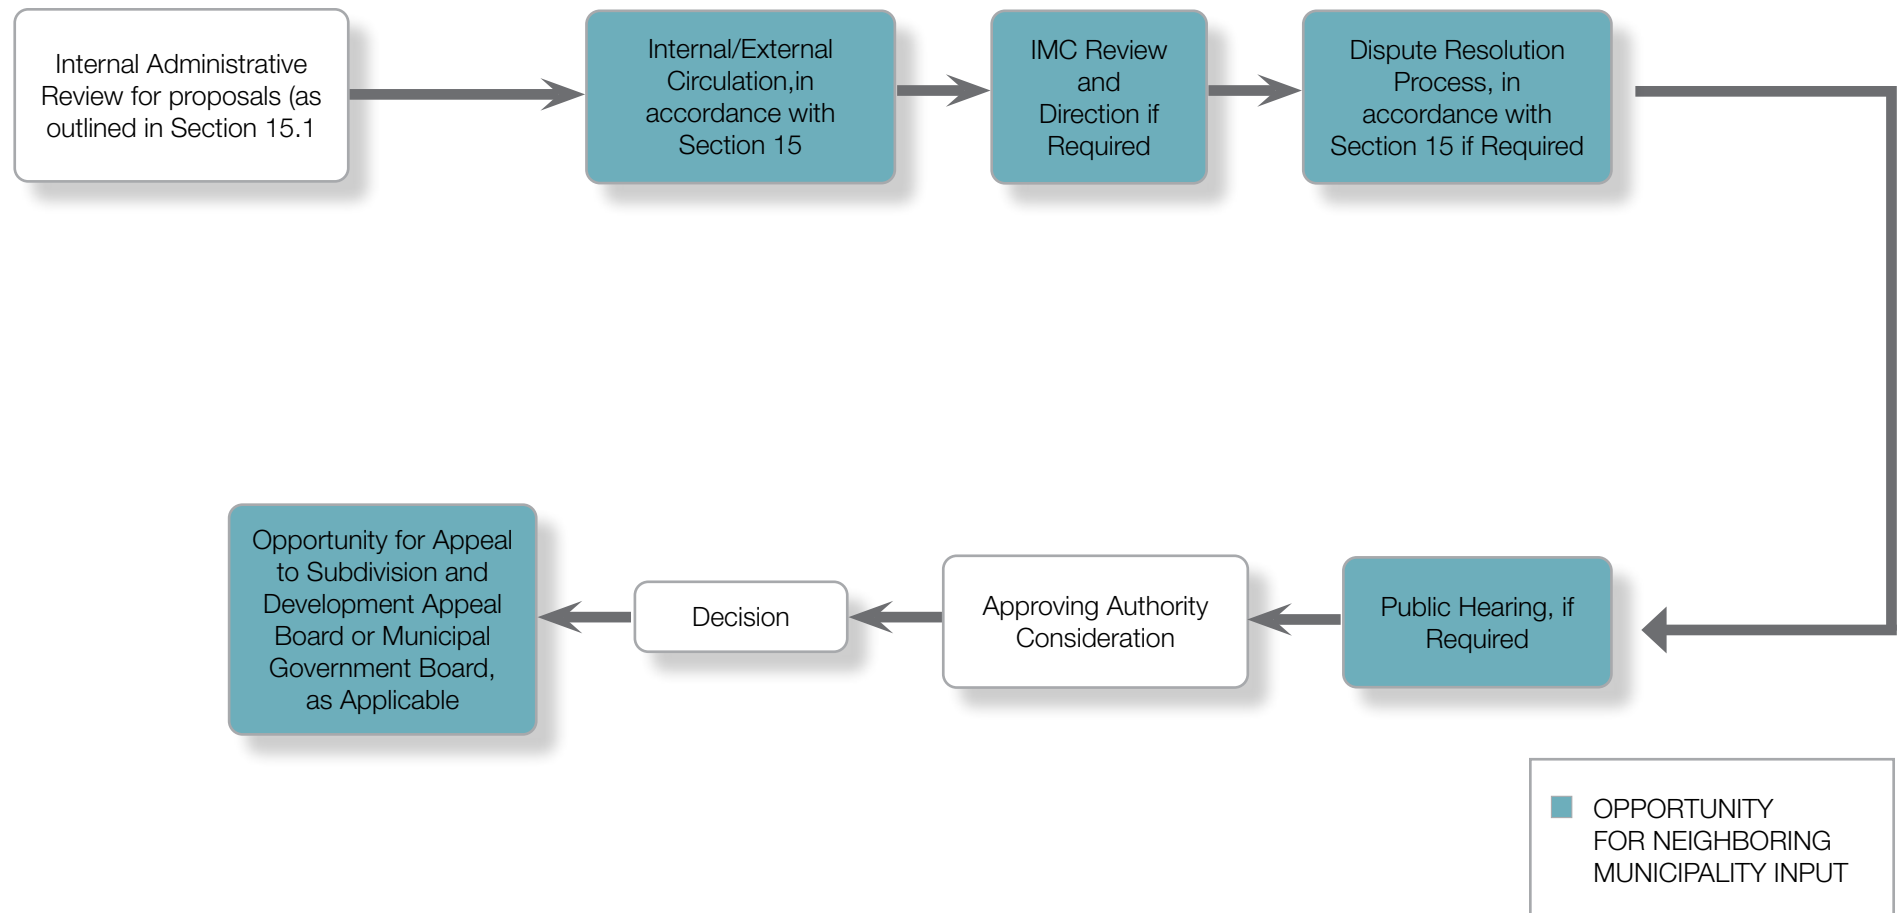 Internal Administrative
Review for proposals (as
outlined in Section 15.1
Internal/External
Circulation,in
accordance with
Section 15
IMC Review
and
Direction if
Required
Dispute Resolution
Process, in
accordance with
Section 15 if Required
Public Hearing, if
Required
Approving Authority
Consideration
Decision
Opportunity for Appeal
to Subdivision and
Development Appeal
Board or Municipal
Government Board,
as Applicable
OPPORTUNITY
FOR NEIGHBORING
MUNICIPALITY INPUT